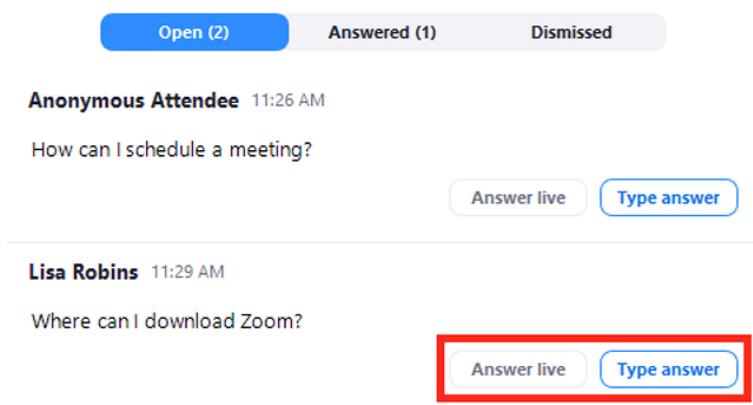 Open (2) Answered (1) Dismissed
Anonymous Attendee 11:26 AM
How can I schedule a meeting?
Answer live Type answer
Lisa Robins 11:29 AM
Where can I download Zoom?
Answer live Type answer